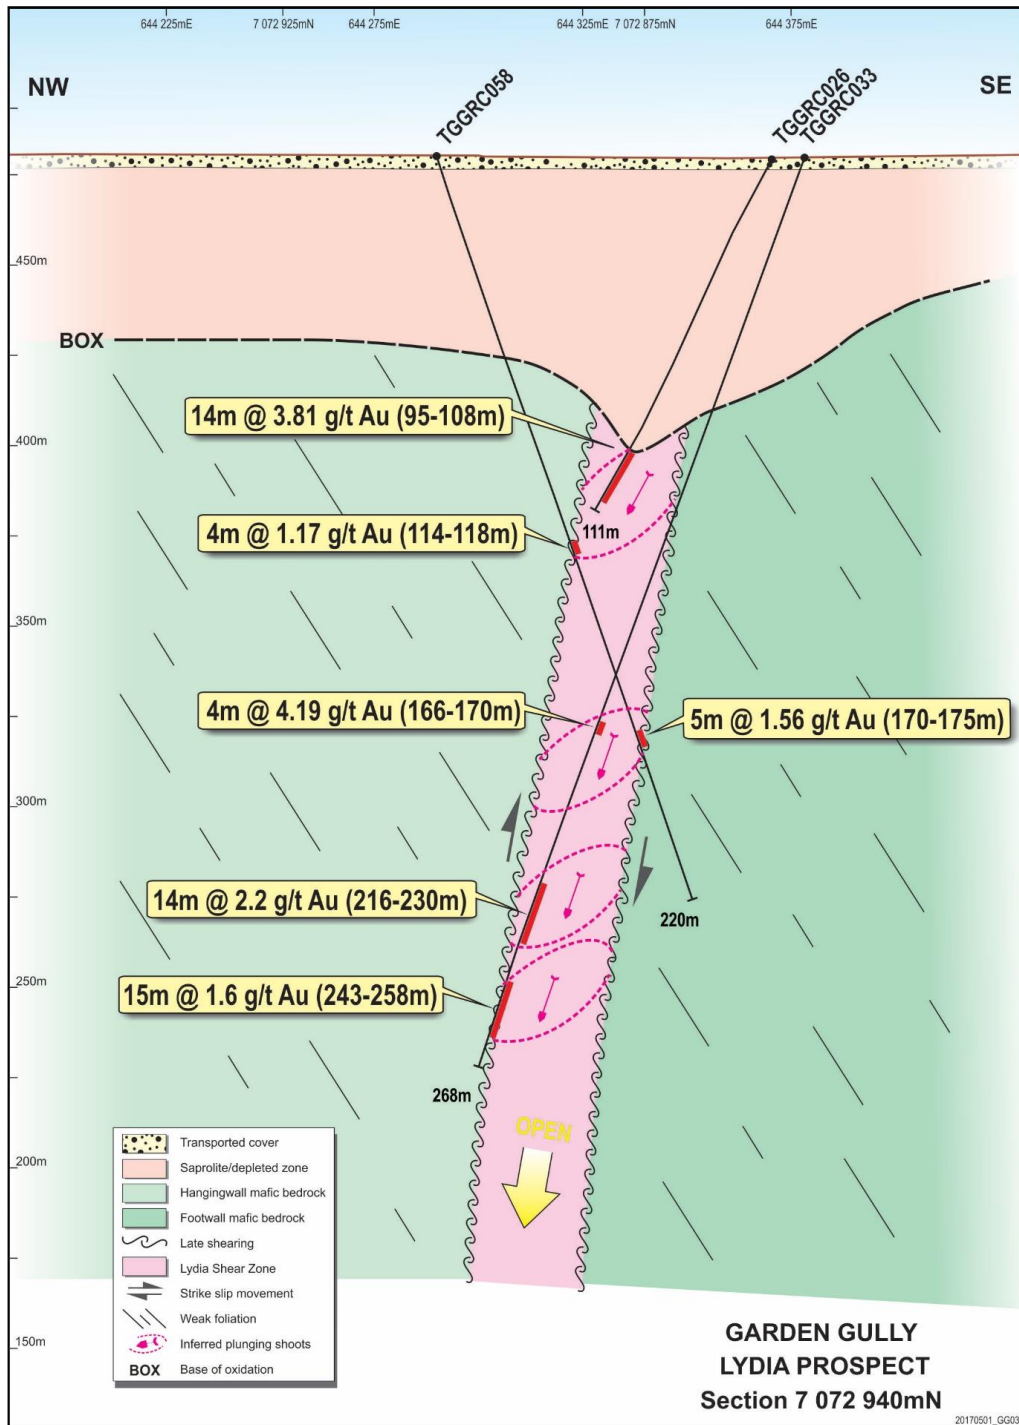 644 225mE
7 072 925mN
644 275mE
644 325mE
7 072 875mN
644 375mE
NW
SE
TGGRC058
TGGRC026
TGGRC033
450m
BOX
14m @ 3.81 g/t Au (95-108m)
400m
111m
4m @ 1.17 g/t Au (114-118m)
350m
4m @ 4.19 g/t Au (166-170m)
5m @ 1.56 g/t Au (170-175m)
300m
14m @ 2.2 g/t Au (216-230m)
220m
250m
15m @ 1.6 g/t Au (243-258m)
268m
OPEN
200m
150m
Transported cover
Saprolite/depleted zone
Hangingwall mafic bedrock
Footwall mafic bedrock
Late shearing
Lydia Shear Zone
Strike slip movement
Weak foliation
Inferred plunging shoots
BOX Base of oxidation
GARDEN GULLY
LYDIA PROSPECT
Section 7 072 940mN